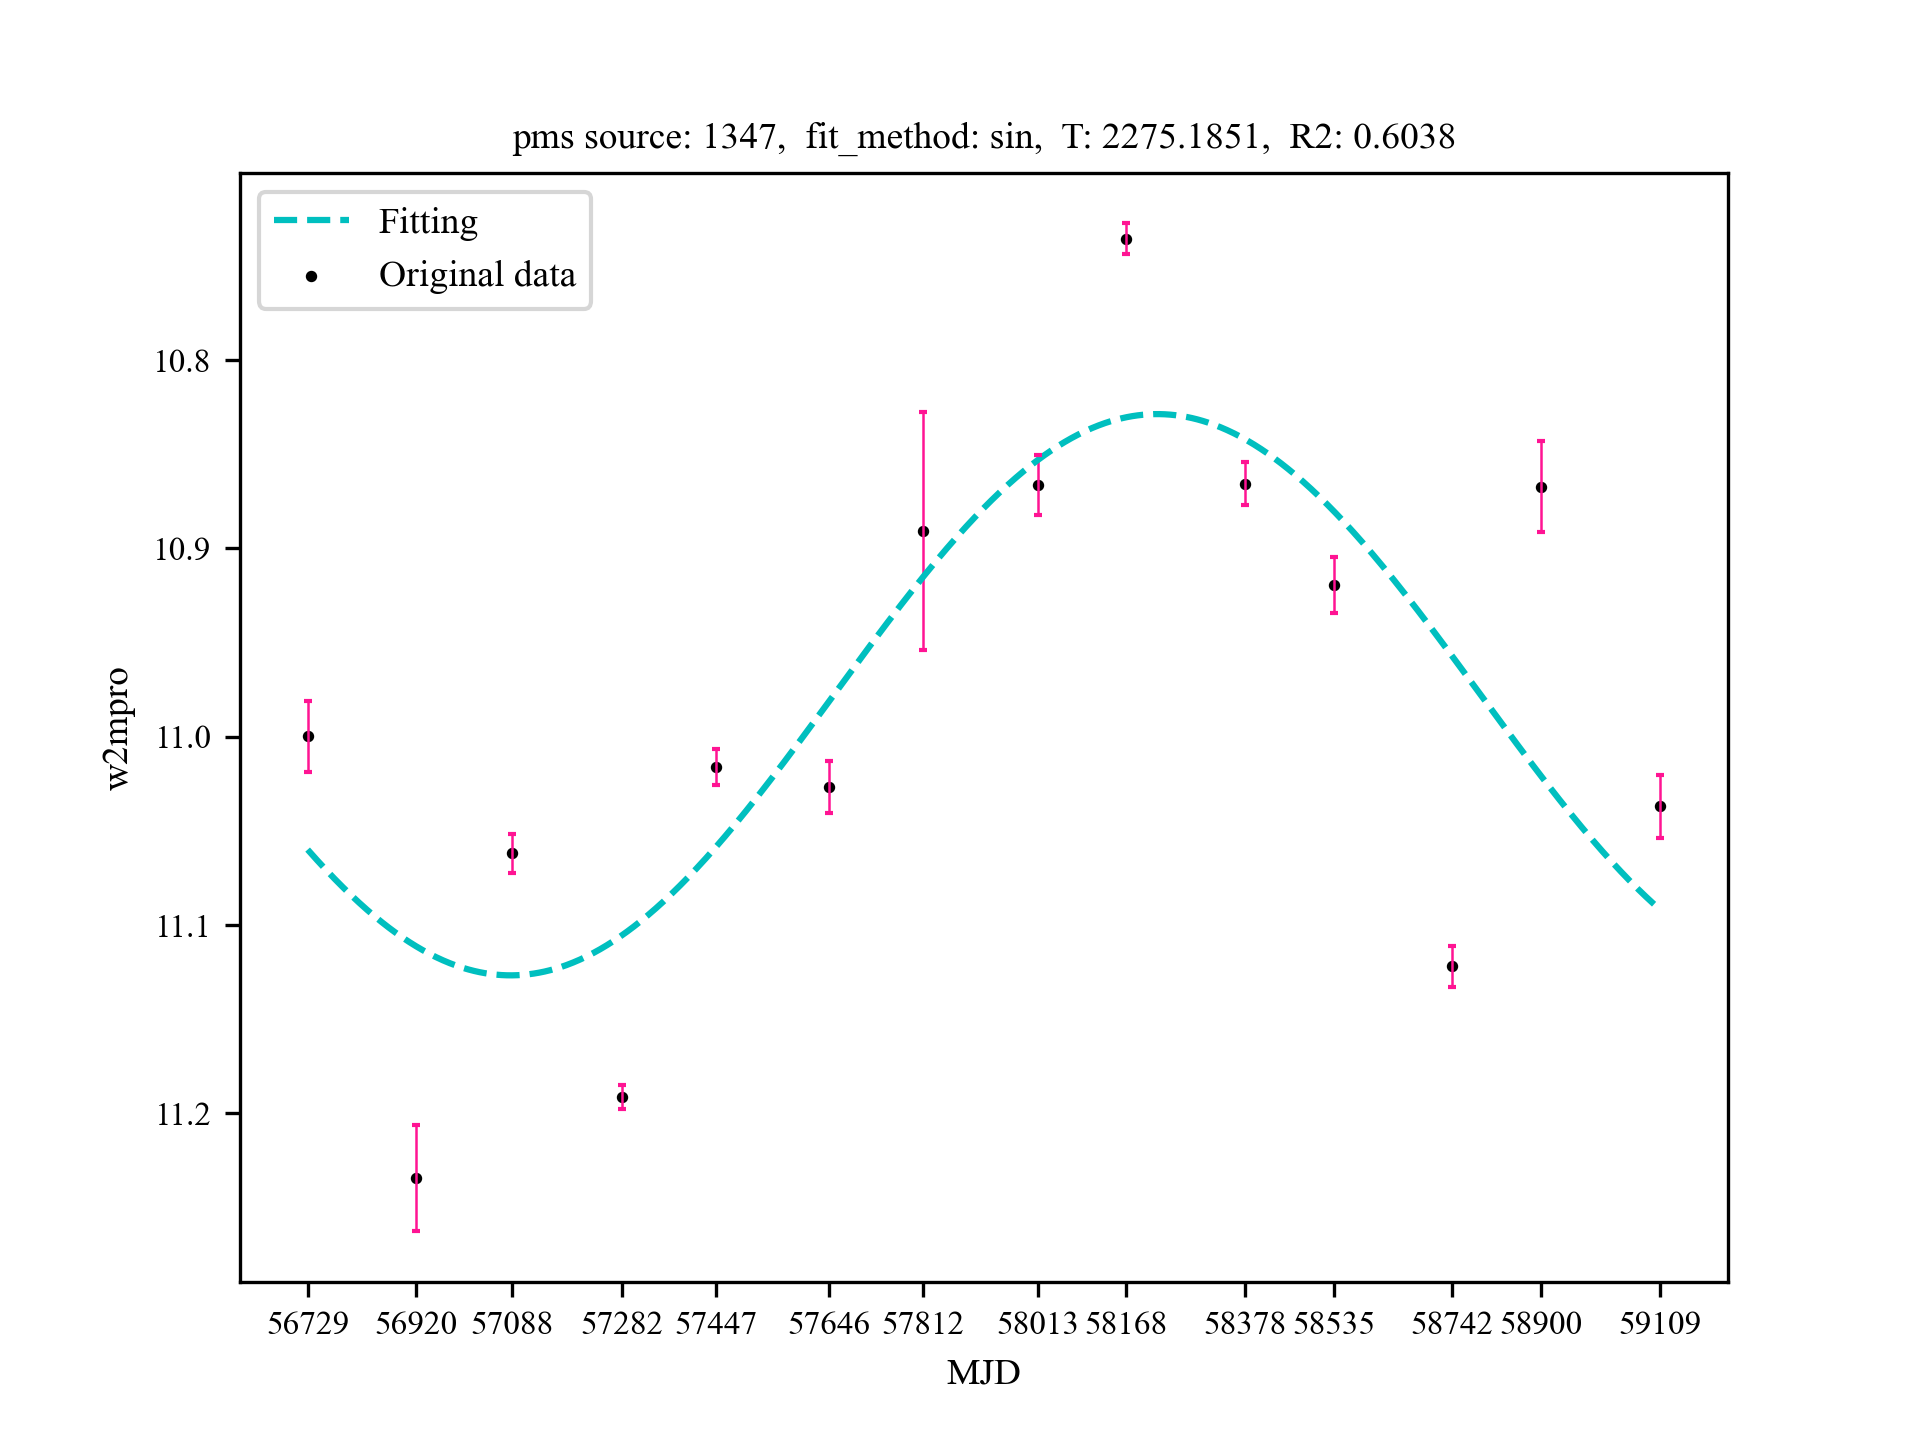 pms source: 1347,  fit_method: sin,  T: 2275.1851,  R2: 0.6038
Fitting
Original data
10.8
10.9
11.0
11.1
11.2
w2mpro
56729 56920 57088 57282 57447 57646 57812 58013 58168 58378 58535 58742 58900 59109
MJD